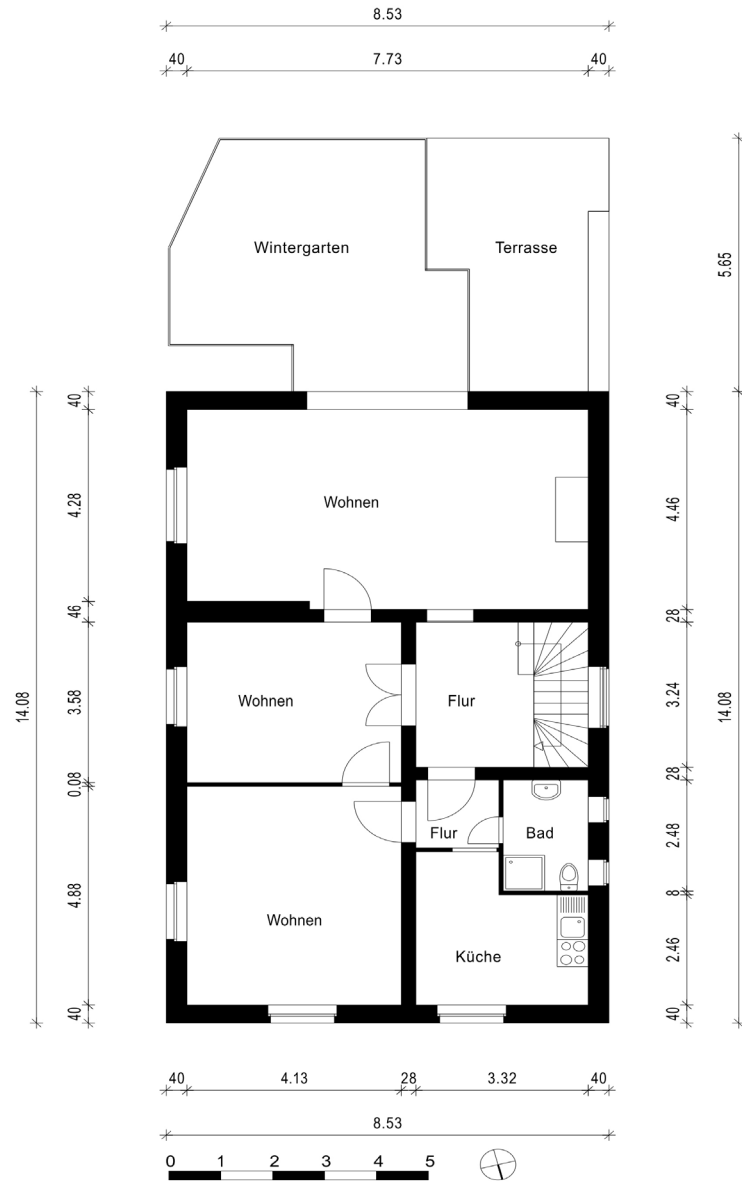 8.53
40 7.73 40
Wintergarten Terrasse
5.65
40 40
Wohnen
4.28 4.46
46 28
Wohnen Flur
3.58 3.24
14.08 14.08
0.08 28
Flur Bad
2.48
4.88 8
Wohnen
Küche
2.46
40 40
40 4.13 28 3.32 40
8.53
0 1 2 3 4 5